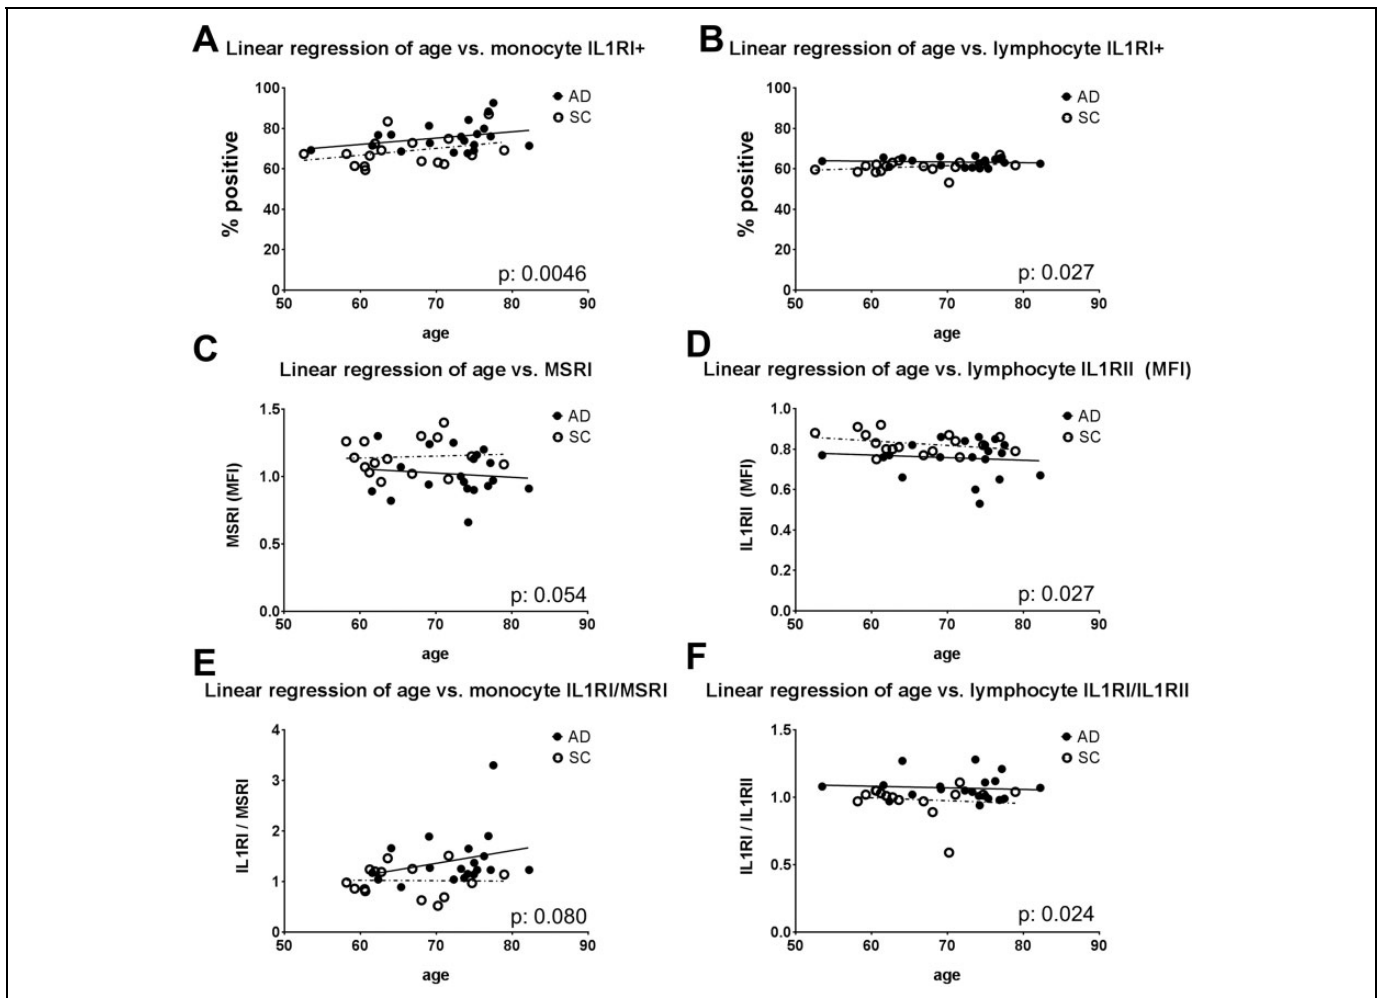 A
Linear regression of age vs. monocyte IL1RI+
100
80
60
40
20
0
% positive
AD
SC
p: 0.0046
50 60 70 80 90
age
B
Linear regression of age vs. lymphocyte IL1RI+
100
80
60
40
20
0
% positive
AD
SC
p: 0.027
50 60 70 80 90
age
C
Linear regression of age vs. MSRI
1.5
1.0
0.5
0.0
MSRI (MFI)
AD
SC
p: 0.054
50 60 70 80 90
age
D
Linear regression of age vs. lymphocyte IL1RII (MFI)
1.0
0.8
0.6
0.4
0.2
0.0
IL1RII (MFI)
AD
SC
p: 0.027
50 60 70 80 90
age
E
Linear regression of age vs. monocyte IL1RI/MSRI
4
3
2
1
0
IL1RI / MSRI
AD
SC
p: 0.080
50 60 70 80 90
age
F
Linear regression of age vs. lymphocyte IL1RI/IL1RII
1.5
1.0
0.5
0.0
IL1RI / IL1RII
AD
SC
p: 0.024
50 60 70 80 90
age